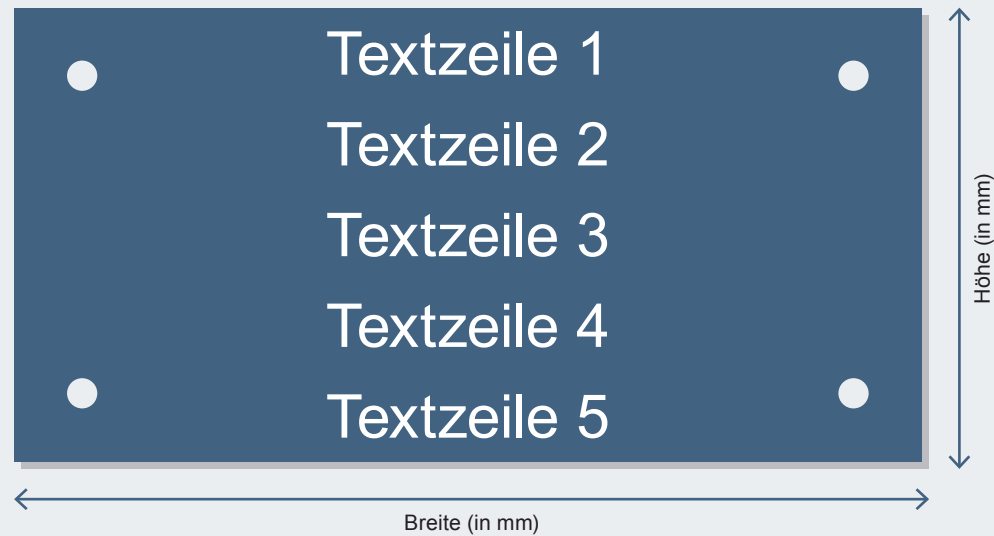 Textzeile 1
Textzeile 2
Textzeile 3
Textzeile 4
Textzeile 5
Höhe (in mm)
Breite (in mm)